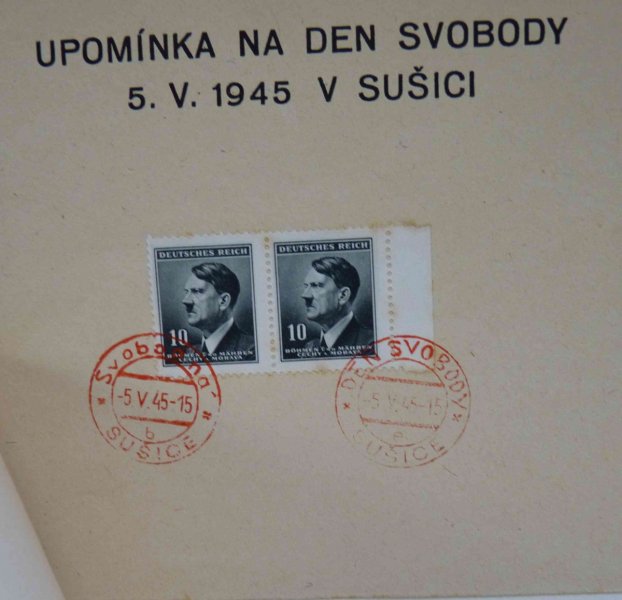 UPOMÍNKA NA DEN SVOBODY
5. V. 1945 V SUŠICI
DEUTSCHES REICH
10
BÖHMEN UND MÄHREN
ČECHY A MORAVA
DEUTSCHES REICH
10
BÖHMEN UND MÄHREN
ČECHY A MORAVA
Svobodná
-5.V.45-15
b
SUŠICE
DEN SVOBODY
-5.V.45-15
SUŠICE